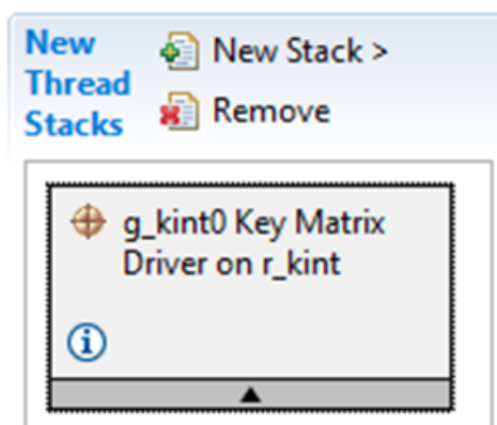 New
Thread
Stacks
New Stack >
Remove
g_kint0 Key Matrix
Driver on r_kint